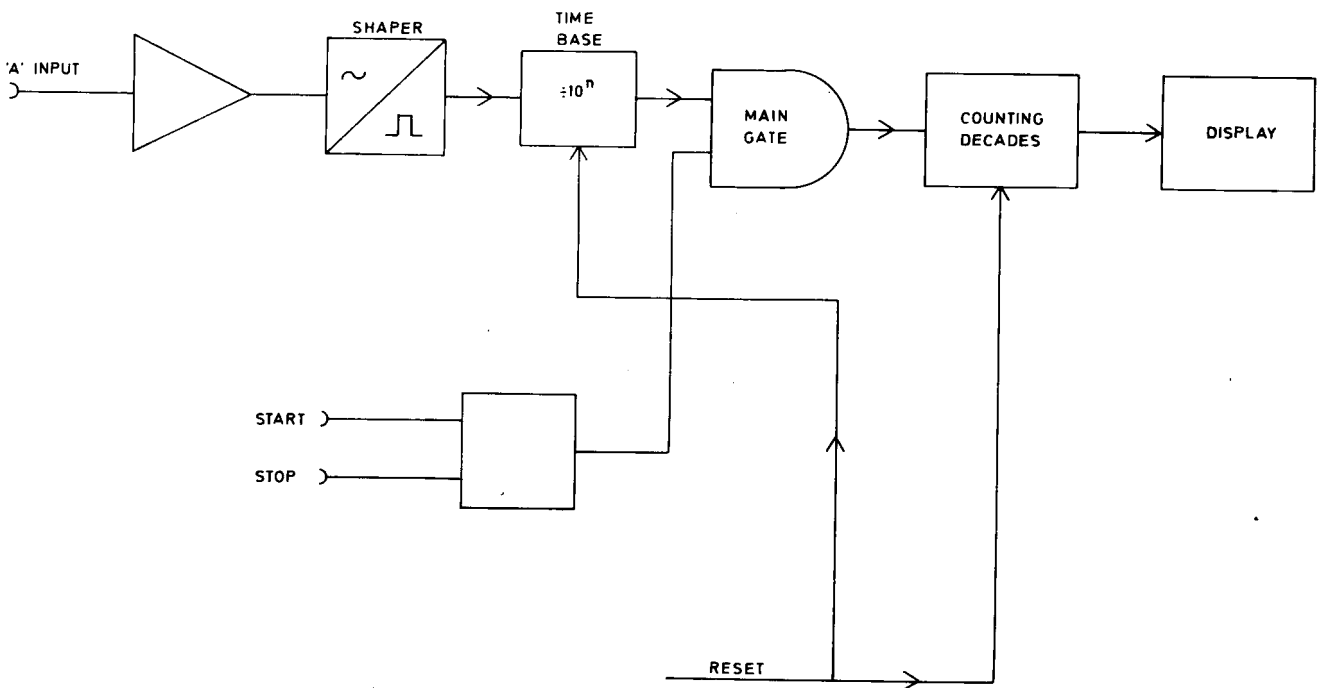 SHAPER
TIME
BASE
'A' INPUT
~
÷10ⁿ
MAIN
GATE
COUNTING
DECADES
DISPLAY
START
STOP
RESET